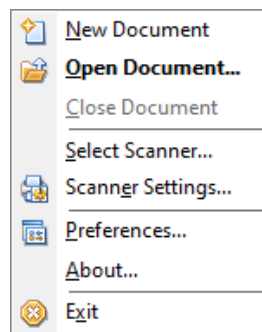 New Document
Open Document...
Close Document
Select Scanner...
Scanner Settings...
Preferences...
About...
Exit